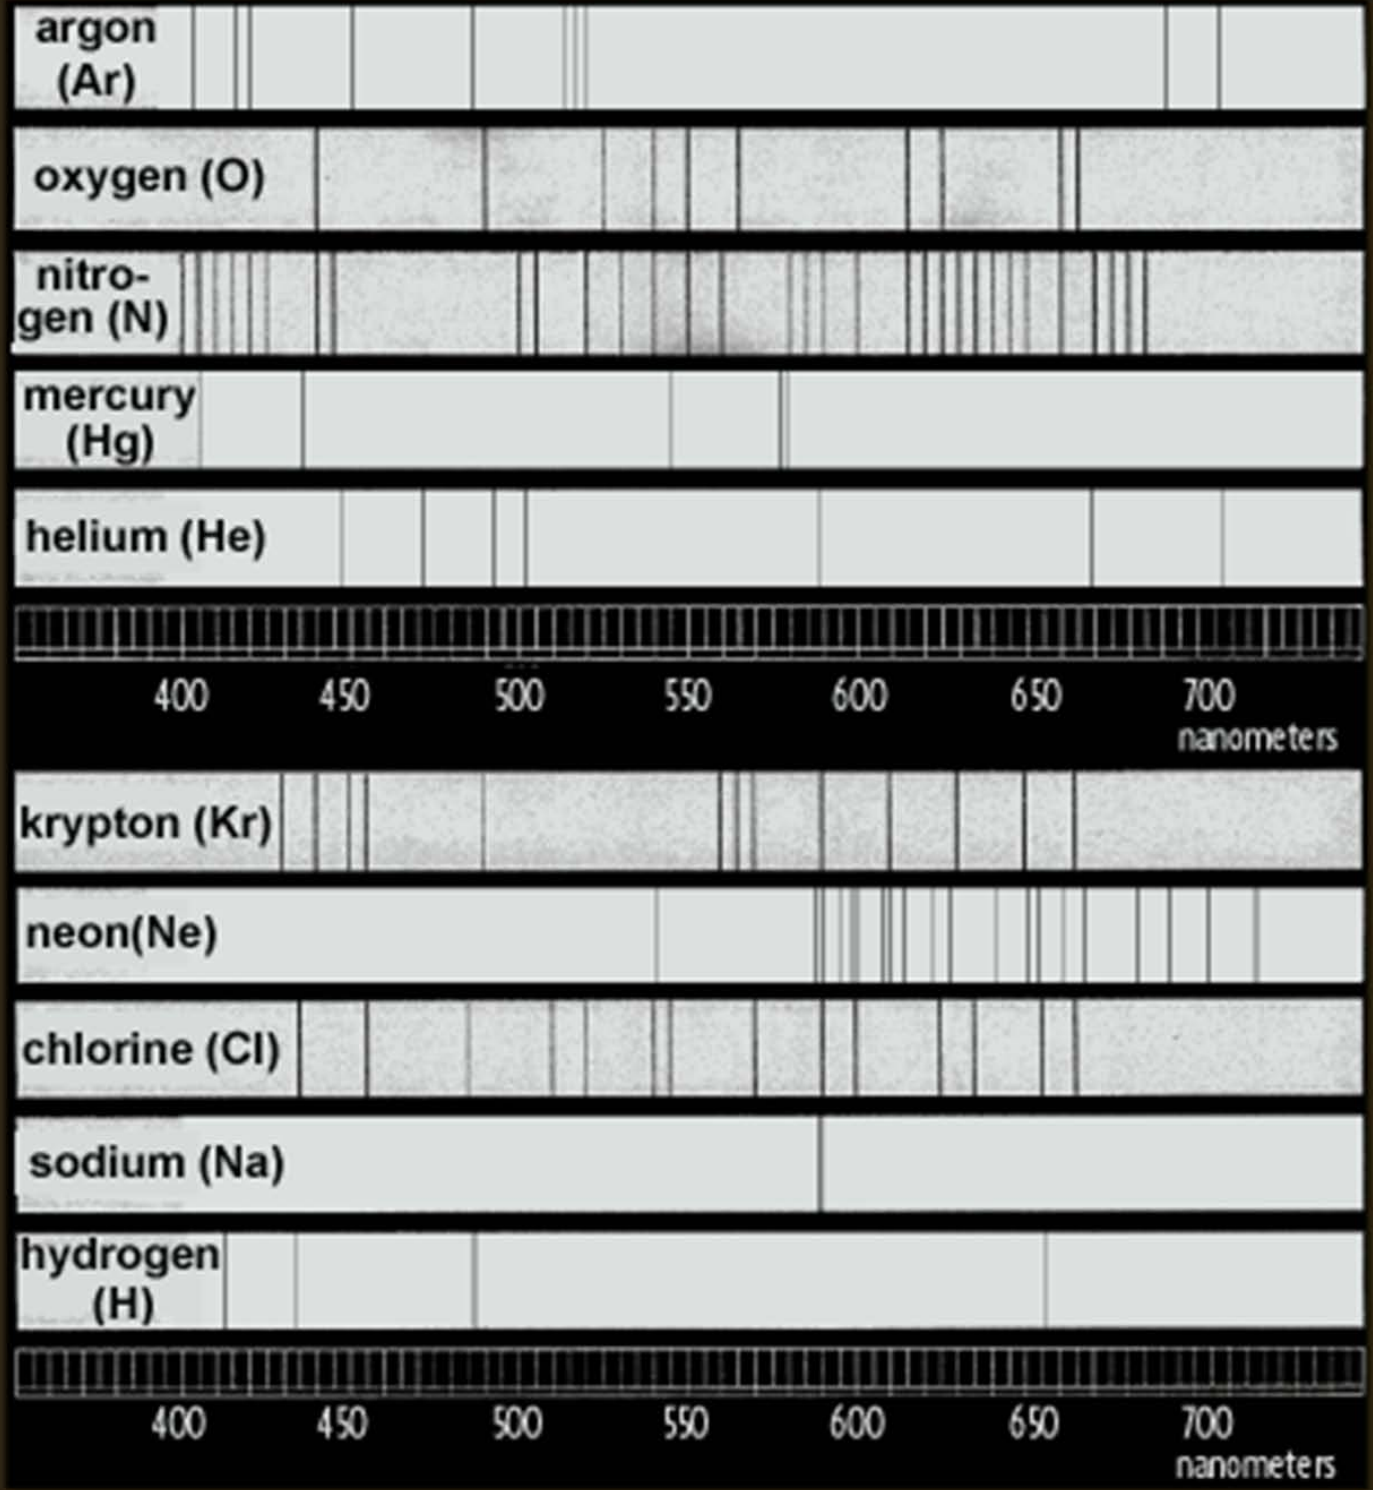 argon
(Ar)
oxygen (O)
nitro-
gen (N)
mercury
(Hg)
helium (He)
400 450 500 550 600 650 700
nanometers
krypton (Kr)
neon(Ne)
chlorine (Cl)
sodium (Na)
hydrogen
(H)
400 450 500 550 600 650 700
nanometers